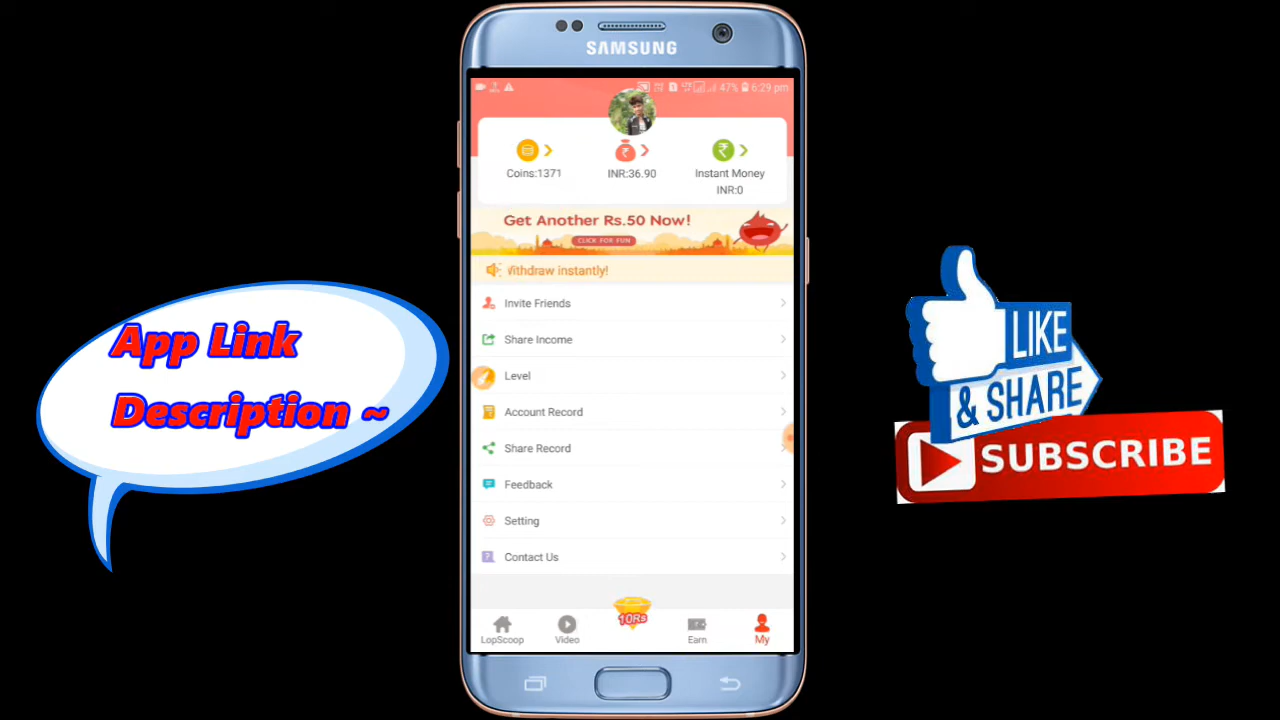 SAMSUNG
47% 6:29 pm
Coins:1371
INR:36.90
Instant Money
INR:0
Get Another Rs.50 Now!
CLICK FOR FUN
Withdraw instantly!
Invite Friends
Share Income
Level
Account Record
Share Record
Feedback
Setting
Contact Us
10Rs
LopScoop
Video
Earn
My
App Link
Description ~
LIKE
& SHARE
SUBSCRIBE